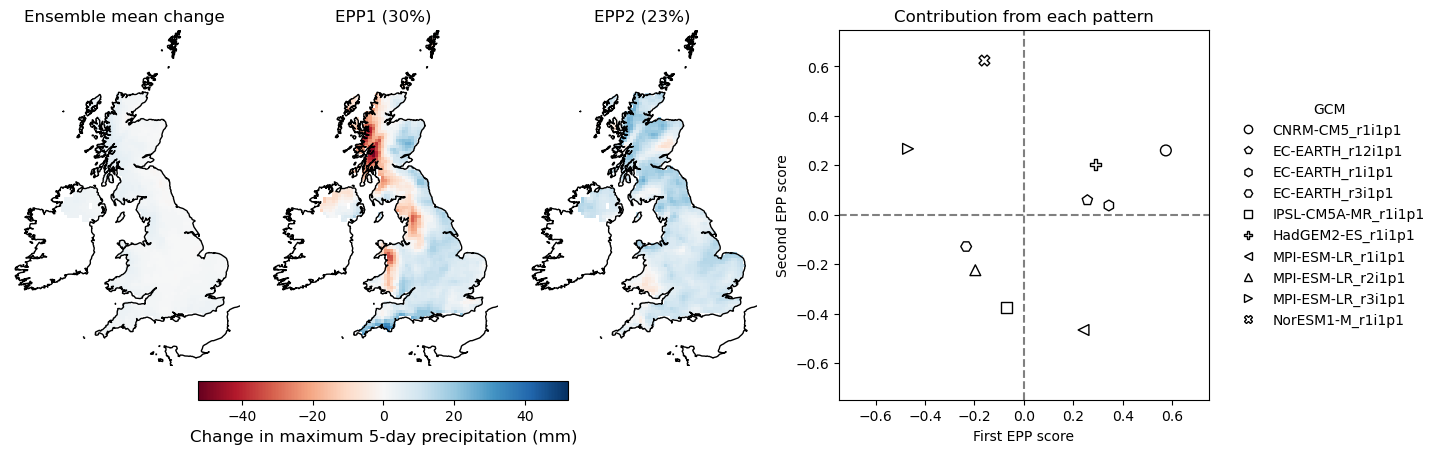 Ensemble mean change
EPP1 (30%)
EPP2 (23%)
−40 −20 0 20 40
Change in maximum 5-day precipitation (mm)
Contribution from each pattern
Second EPP score
0.6
0.4
0.2
0.0
−0.2
−0.4
−0.6
−0.6 −0.4 −0.2 0.0 0.2 0.4 0.6
First EPP score
GCM
CNRM-CM5_r1i1p1
EC-EARTH_r12i1p1
EC-EARTH_r1i1p1
EC-EARTH_r3i1p1
IPSL-CM5A-MR_r1i1p1
HadGEM2-ES_r1i1p1
MPI-ESM-LR_r1i1p1
MPI-ESM-LR_r2i1p1
MPI-ESM-LR_r3i1p1
NorESM1-M_r1i1p1